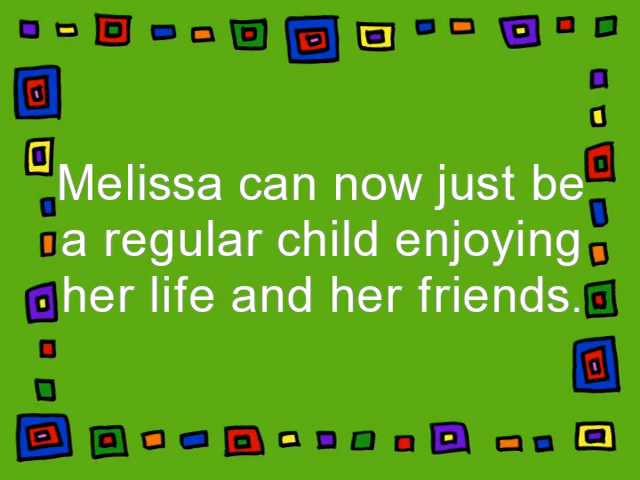 Melissa can now just be
a regular child enjoying
her life and her friends.